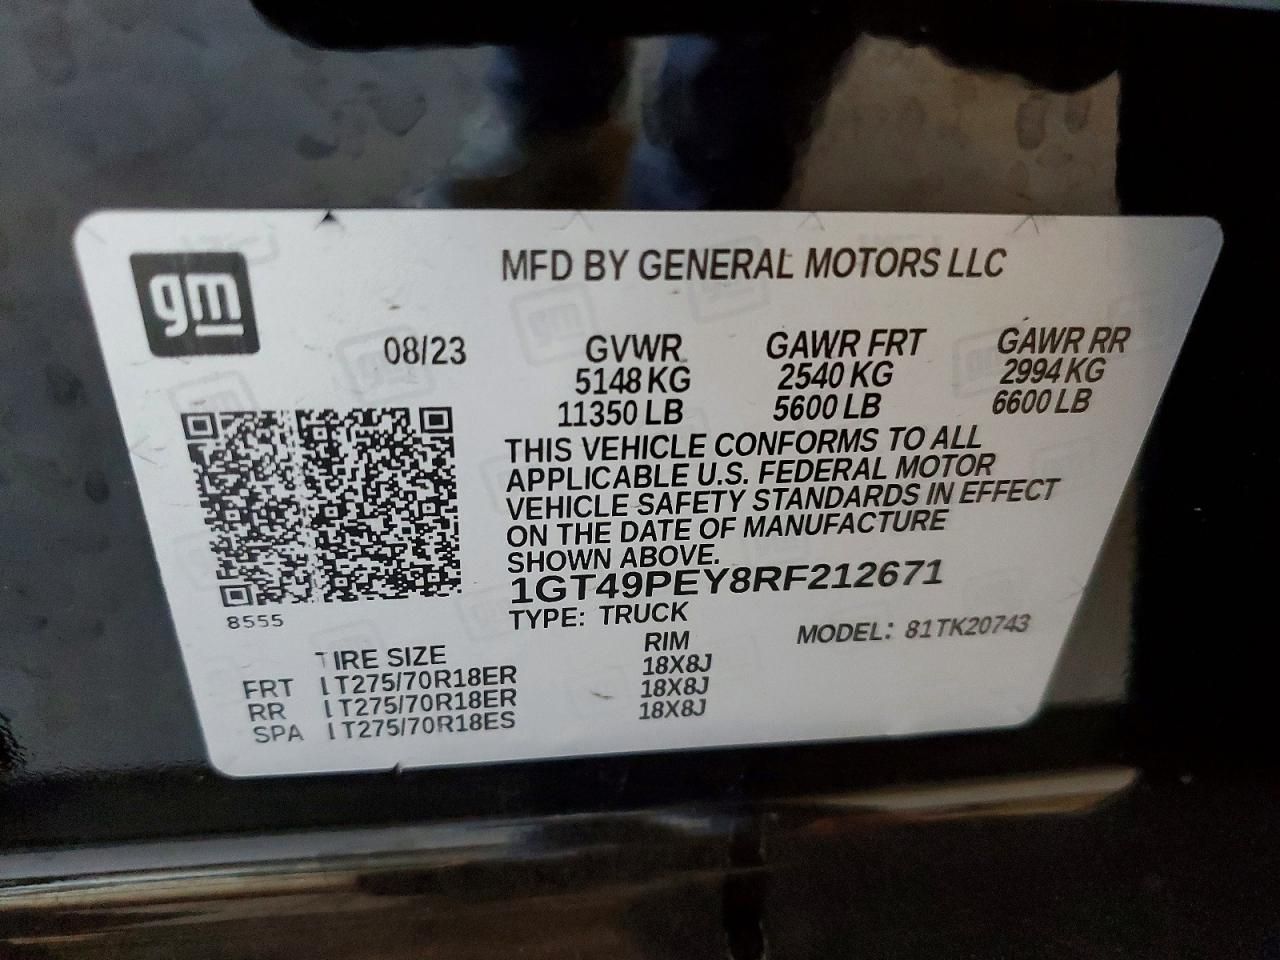 gm
MFD BY GENERAL MOTORS LLC
08/23 GVWR GAWR FRT GAWR RR
5148 KG 2540 KG 2994 KG
11350 LB 5600 LB 6600 LB
THIS VEHICLE CONFORMS TO ALL
APPLICABLE U.S. FEDERAL MOTOR
VEHICLE SAFETY STANDARDS IN EFFECT
ON THE DATE OF MANUFACTURE
SHOWN ABOVE.
1GT49PEY8RF212671
8555
TYPE: TRUCK
MODEL: 81TK20743
TIRE SIZE RIM
FRT LT275/70R18ER 18X8J
RR LT275/70R18ER 18X8J
SPA LT275/70R18ES 18X8J